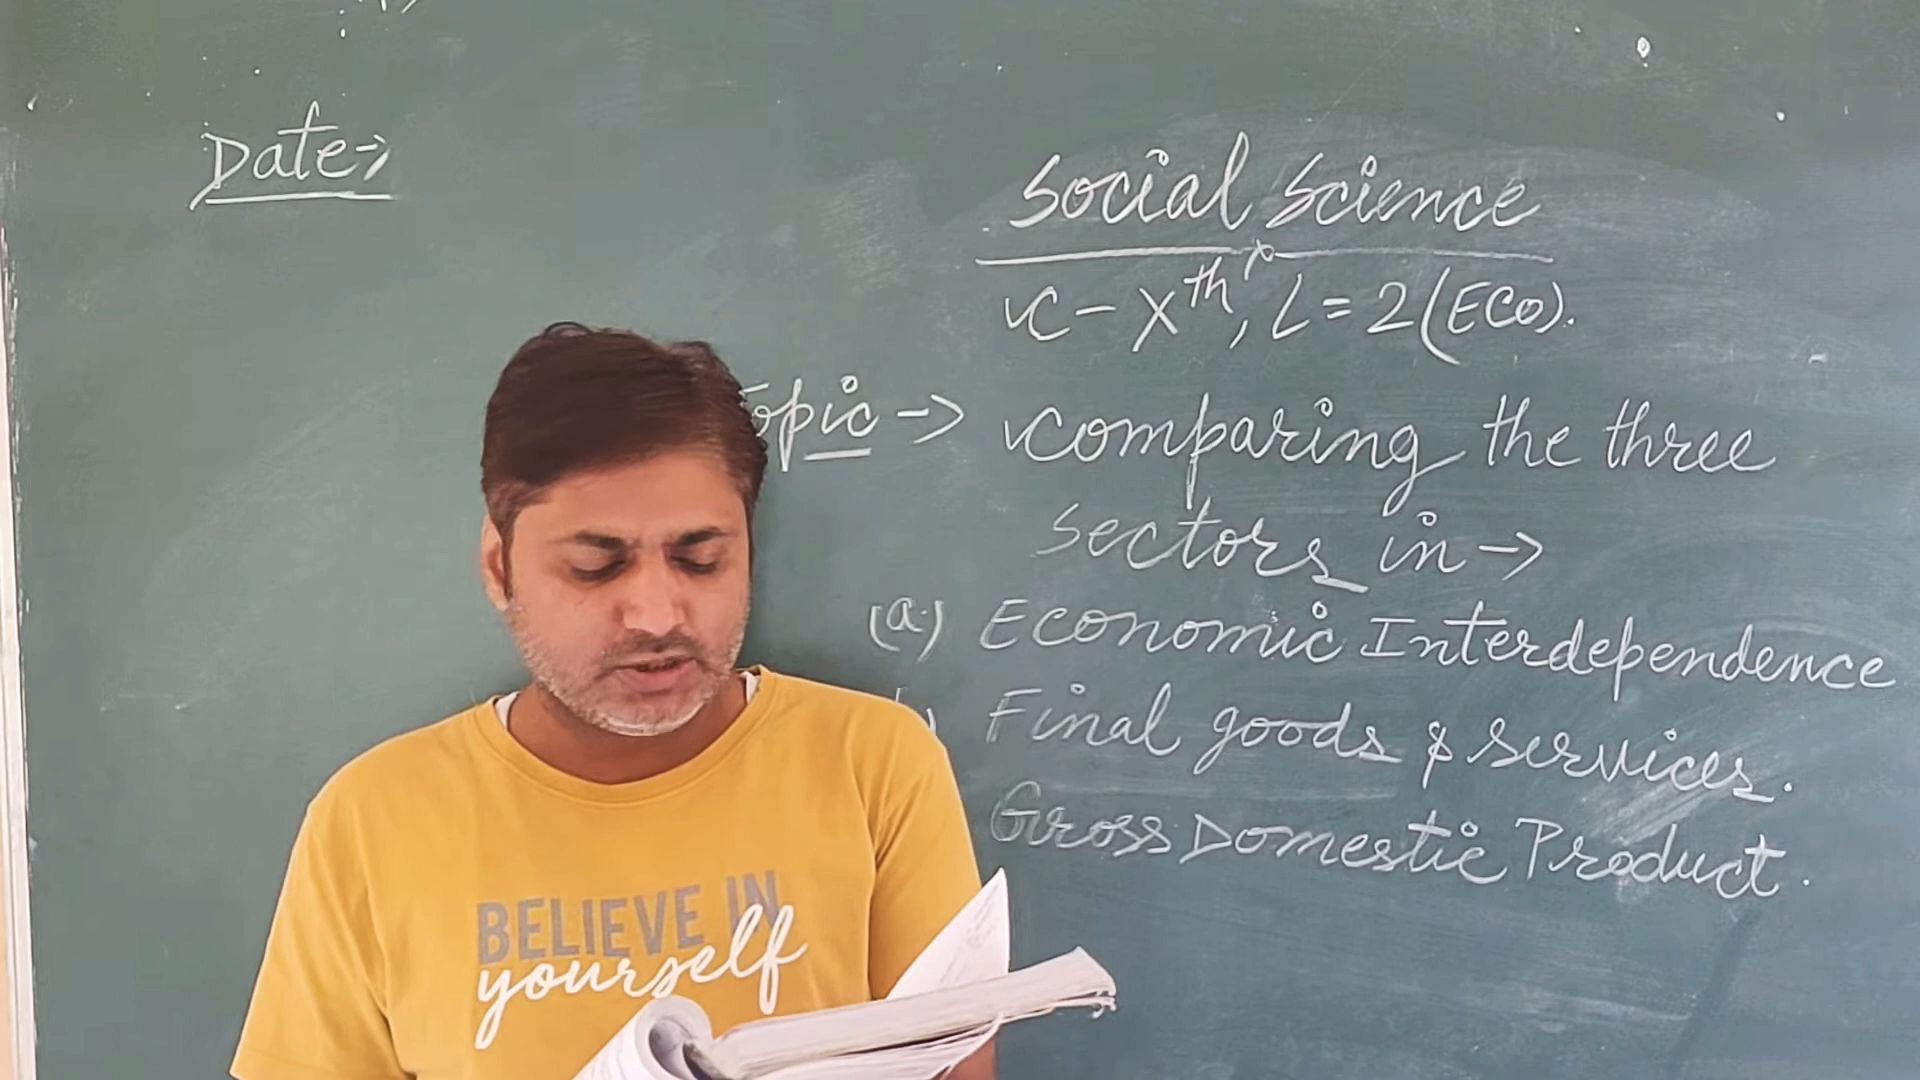 Date:→
Social Science
C - Xth, L = 2 (ECO).
Topic → Comparing the three
Sectors in →
(a) Economic Interdependence
Final goods & services.
Gross Domestic Product.
BELIEVE IN
yourself